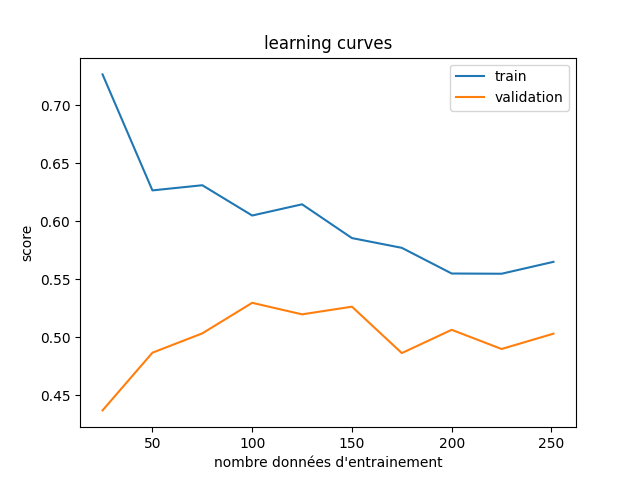 learning curves
train
validation
0.70
0.65
0.60
0.55
0.50
0.45
score
50 100 150 200 250
nombre données d'entrainement